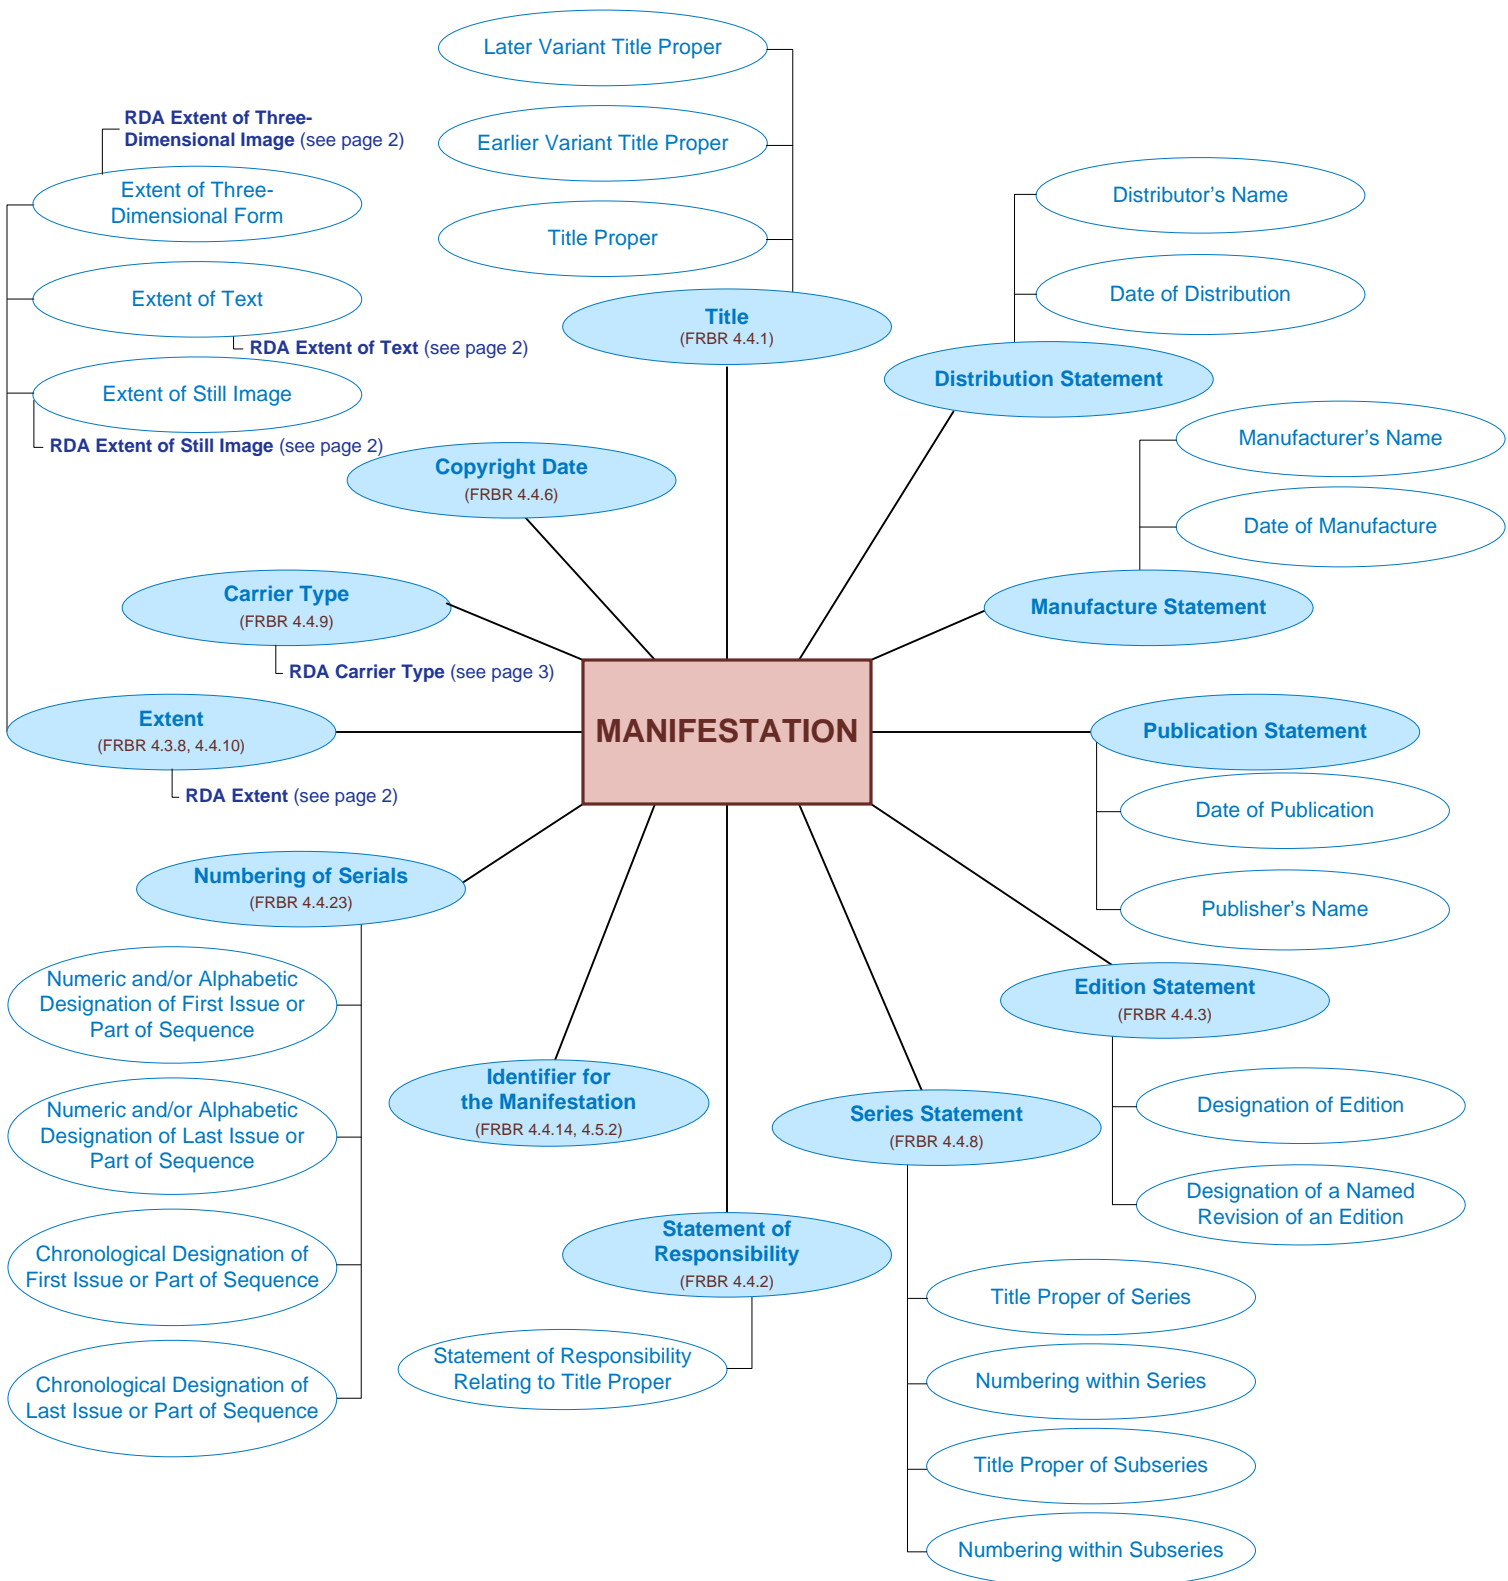 Later Variant Title Proper
Earlier Variant Title Proper
Title Proper
Title
(FRBR 4.4.1)
RDA Extent of Three-
Dimensional Image (see page 2)
Extent of Three-
Dimensional Form
Extent of Text
RDA Extent of Text (see page 2)
Extent of Still Image
RDA Extent of Still Image (see page 2)
Distributor's Name
Date of Distribution
Distribution Statement
Manufacturer's Name
Date of Manufacture
Manufacture Statement
Copyright Date
(FRBR 4.4.6)
Carrier Type
(FRBR 4.4.9)
RDA Carrier Type (see page 3)
Extent
(FRBR 4.3.8, 4.4.10)
RDA Extent (see page 2)
MANIFESTATION
Publication Statement
Date of Publication
Publisher's Name
Numbering of Serials
(FRBR 4.4.23)
Numeric and/or Alphabetic
Designation of First Issue or
Part of Sequence
Numeric and/or Alphabetic
Designation of Last Issue or
Part of Sequence
Chronological Designation of
First Issue or Part of Sequence
Chronological Designation of
Last Issue or Part of Sequence
Identifier for
the Manifestation
(FRBR 4.4.14, 4.5.2)
Statement of
Responsibility
(FRBR 4.4.2)
Statement of Responsibility
Relating to Title Proper
Edition Statement
(FRBR 4.4.3)
Designation of Edition
Designation of a Named
Revision of an Edition
Series Statement
(FRBR 4.4.8)
Title Proper of Series
Numbering within Series
Title Proper of Subseries
Numbering within Subseries